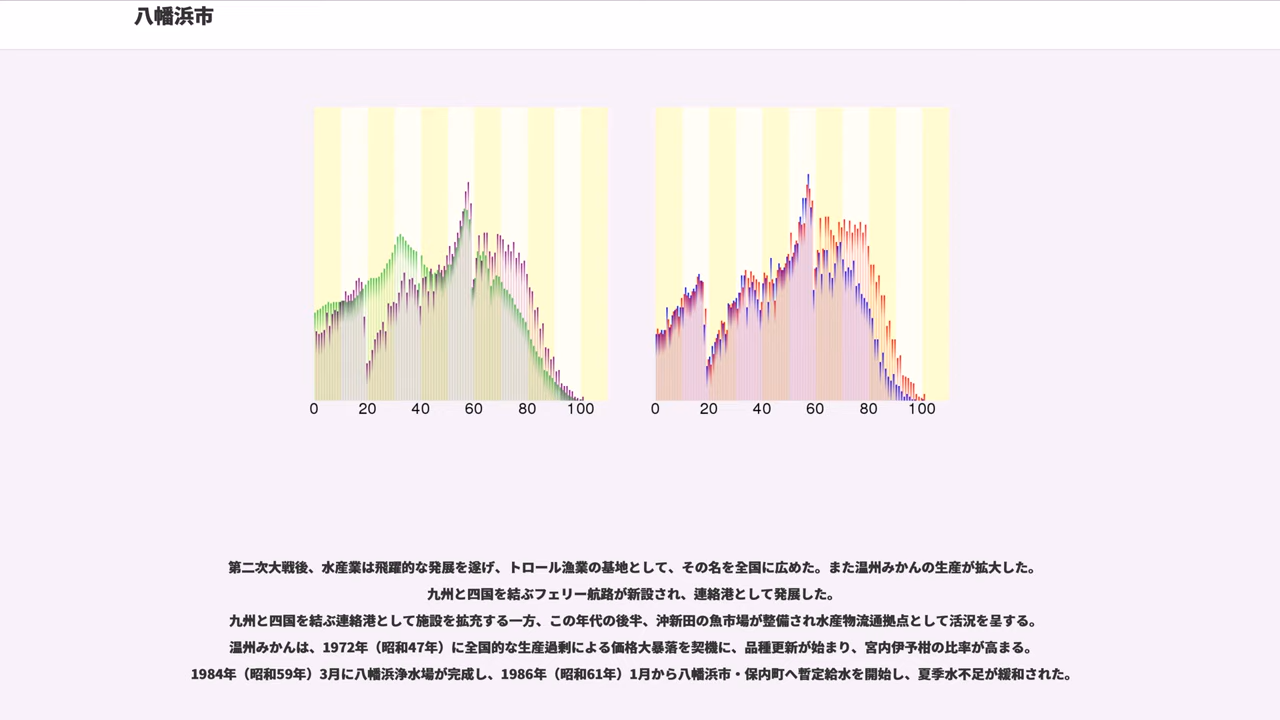 八幡浜市
0 20 40 60 80 100 0 20 40 60 80 100
第二次大戦後、水産業は飛躍的な発展を遂げ、トロール漁業の基地として、その名を全国に広めた。また温州みかんの生産が拡大した。
九州と四国を結ぶフェリー航路が新設され、連絡港として発展した。
九州と四国を結ぶ連絡港として施設を拡充する一方、この年代の後半、沖新田の魚市場が整備され水産物流通拠点として活況を呈する。
温州みかんは、1972年（昭和47年）に全国的な生産過剰による価格大暴落を契機に、品種更新が始まり、宮内伊予柑の比率が高まる。
1984年（昭和59年）3月に八幡浜浄水場が完成し、1986年（昭和61年）1月から八幡浜市・保内町へ暫定給水を開始し、夏季水不足が緩和された。